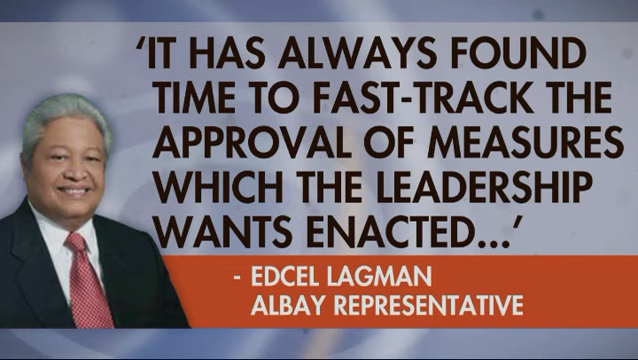 ‘IT HAS ALWAYS FOUND
TIME TO FAST-TRACK THE
APPROVAL OF MEASURES
WHICH THE LEADERSHIP
WANTS ENACTED...’
- EDCEL LAGMAN
ALBAY REPRESENTATIVE